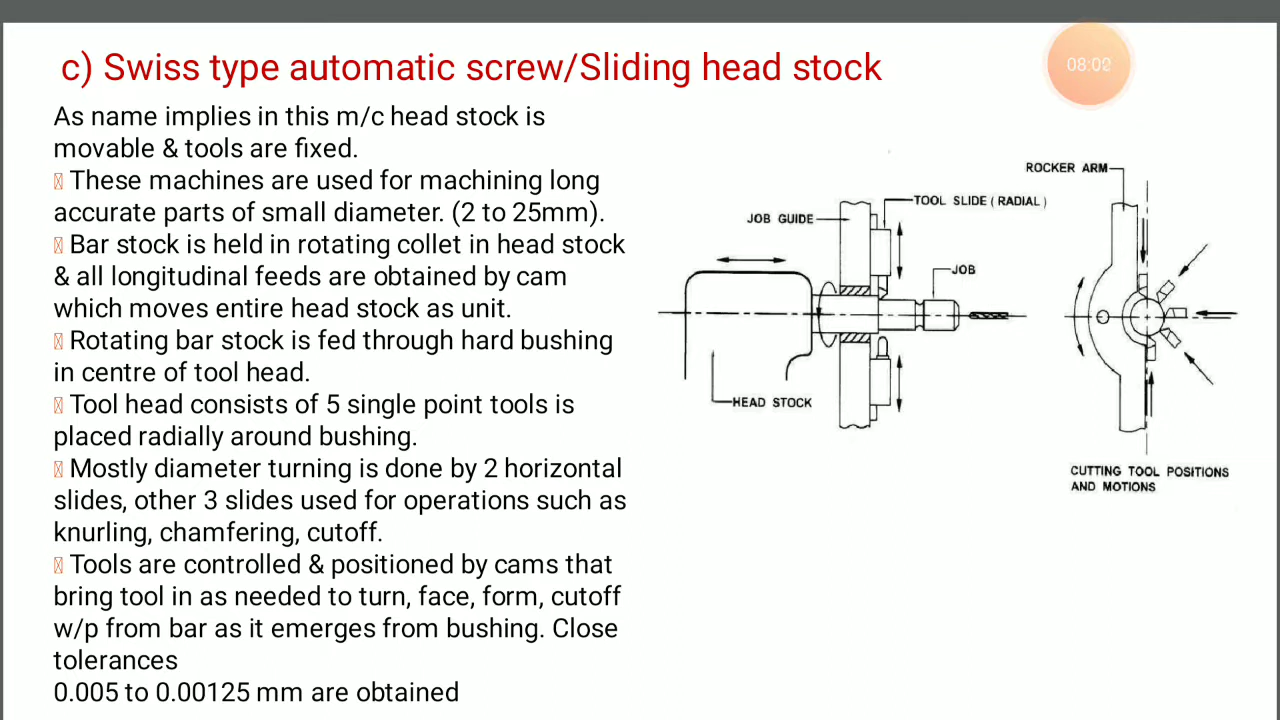 c) Swiss type automatic screw/Sliding head stock
08:02
As name implies in this m/c head stock is
movable & tools are fixed.
These machines are used for machining long
accurate parts of small diameter. (2 to 25mm).
Bar stock is held in rotating collet in head stock
& all longitudinal feeds are obtained by cam
which moves entire head stock as unit.
Rotating bar stock is fed through hard bushing
in centre of tool head.
Tool head consists of 5 single point tools is
placed radially around bushing.
Mostly diameter turning is done by 2 horizontal
slides, other 3 slides used for operations such as
knurling, chamfering, cutoff.
Tools are controlled & positioned by cams that
bring tool in as needed to turn, face, form, cutoff
w/p from bar as it emerges from bushing. Close
tolerances
0.005 to 0.00125 mm are obtained
ROCKER ARM
TOOL SLIDE ( RADIAL )
JOB GUIDE
JOB
HEAD STOCK
CUTTING TOOL POSITIONS
AND MOTIONS